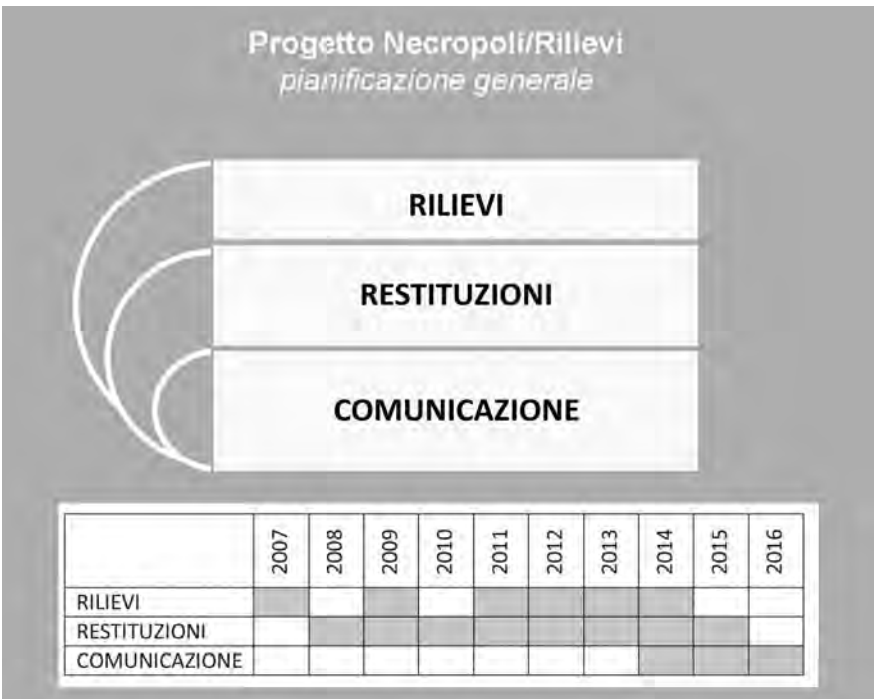 Progetto Necropoli/Rilievi
pianificazione generale
RILIEVI
RESTITUZIONI
COMUNICAZIONE
2007 2008 2009 2010 2011 2012 2013 2014 2015 2016
RILIEVI
RESTITUZIONI
COMUNICAZIONE